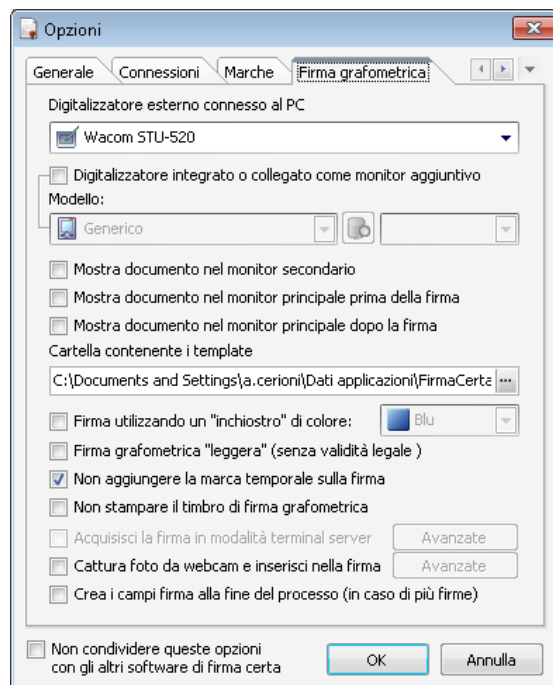 Opzioni
Generale Connessioni Marche Firma grafometrica
Digitalizzatore esterno connesso al PC
Wacom STU-520
Digitalizzatore integrato o collegato come monitor aggiuntivo
Modello:
Generico
Mostra documento nel monitor secondario
Mostra documento nel monitor principale prima della firma
Mostra documento nel monitor principale dopo la firma
Cartella contenente i template
C:\Documents and Settings\a.cerioni\Dati applicazioni\FirmaCerta ...
Firma utilizzando un "inchiostro" di colore: Blu
Firma grafometrica "leggera" (senza validità legale )
Non aggiungere la marca temporale sulla firma
Non stampare il timbro di firma grafometrica
Acquisisci la firma in modalità terminal server Avanzate
Cattura foto da webcam e inserisci nella firma Avanzate
Crea i campi firma alla fine del processo (in caso di più firme)
Non condividere queste opzioni
con gli altri software di firma certa
OK Annulla